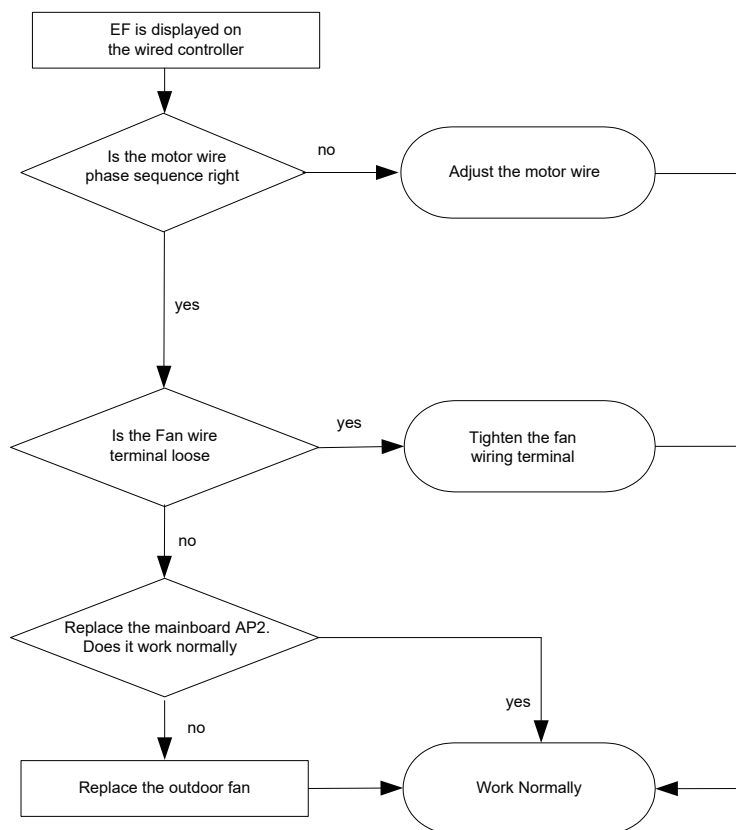 EF is displayed on
the wired controller
Is the motor wire
phase sequence right
no
Adjust the motor wire
yes
Is the Fan wire
terminal loose
yes
Tighten the fan
wiring terminal
no
Replace the mainboard AP2.
Does it work normally
yes
no
Replace the outdoor fan
Work Normally